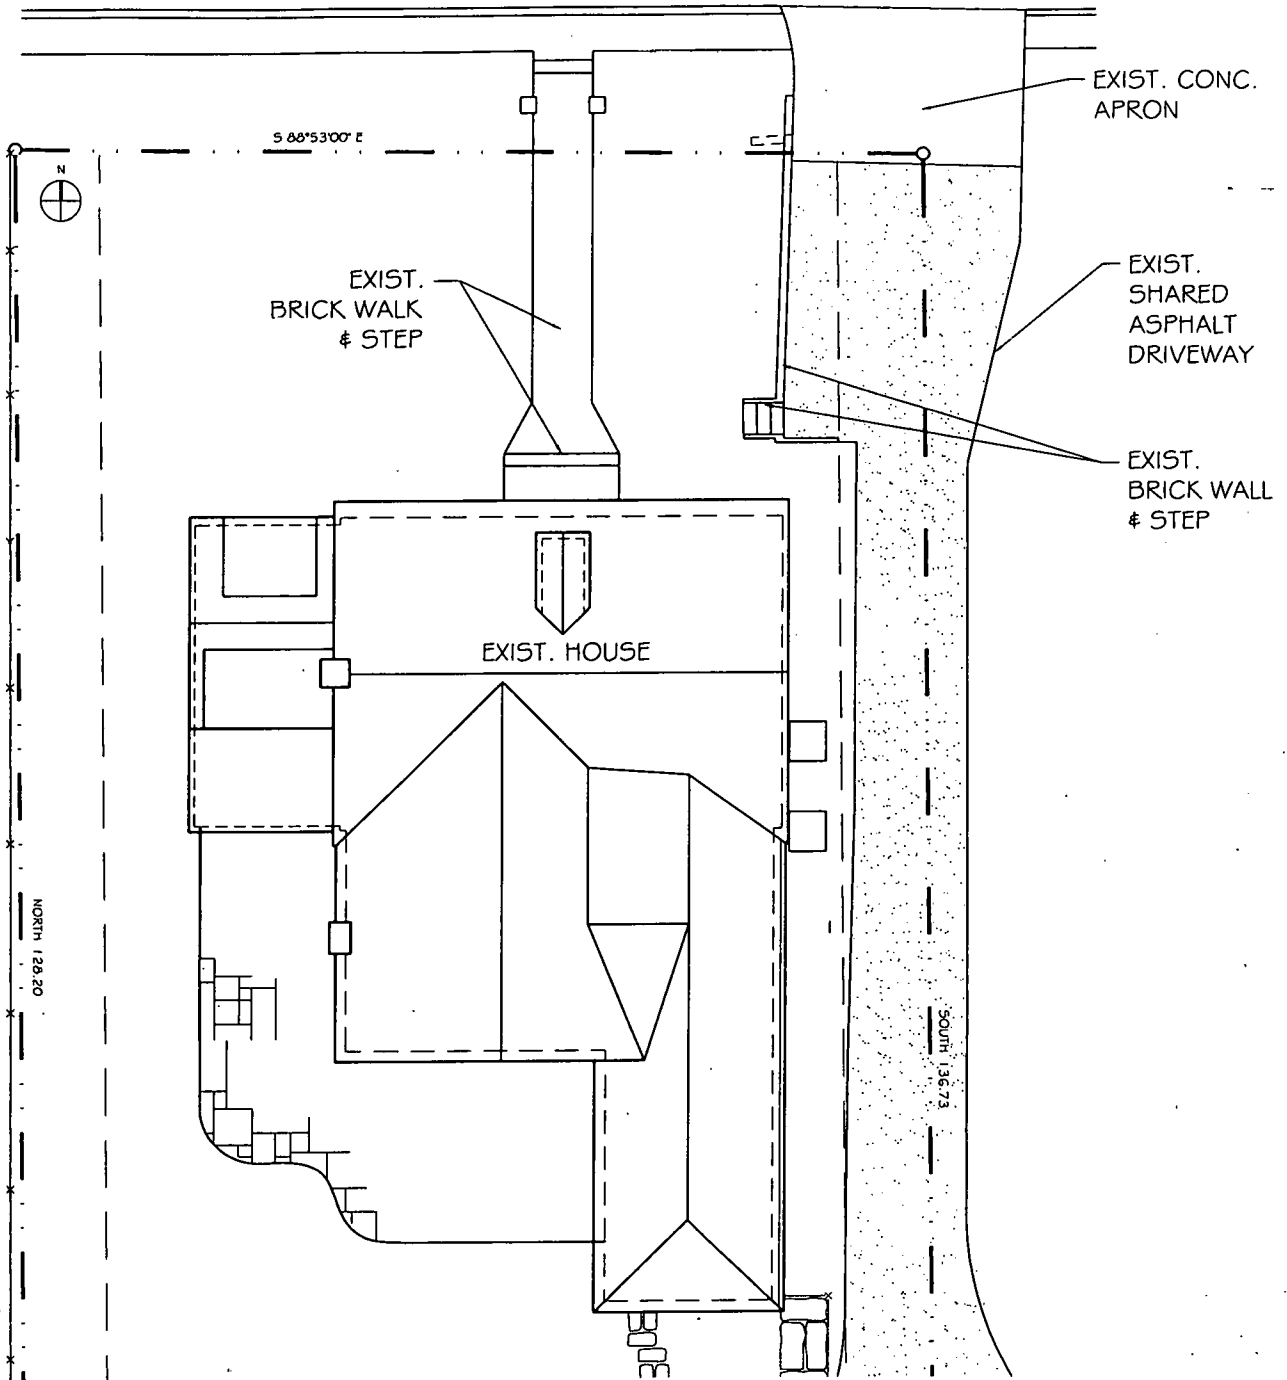 EXIST. CONC.
APRON
S 88°53'00" E
N
EXIST.
BRICK WALK
& STEP
EXIST.
SHARED
ASPHALT
DRIVEWAY
EXIST.
BRICK WALL
& STEP
EXIST. HOUSE
NORTH 128.20
SOUTH 136.73